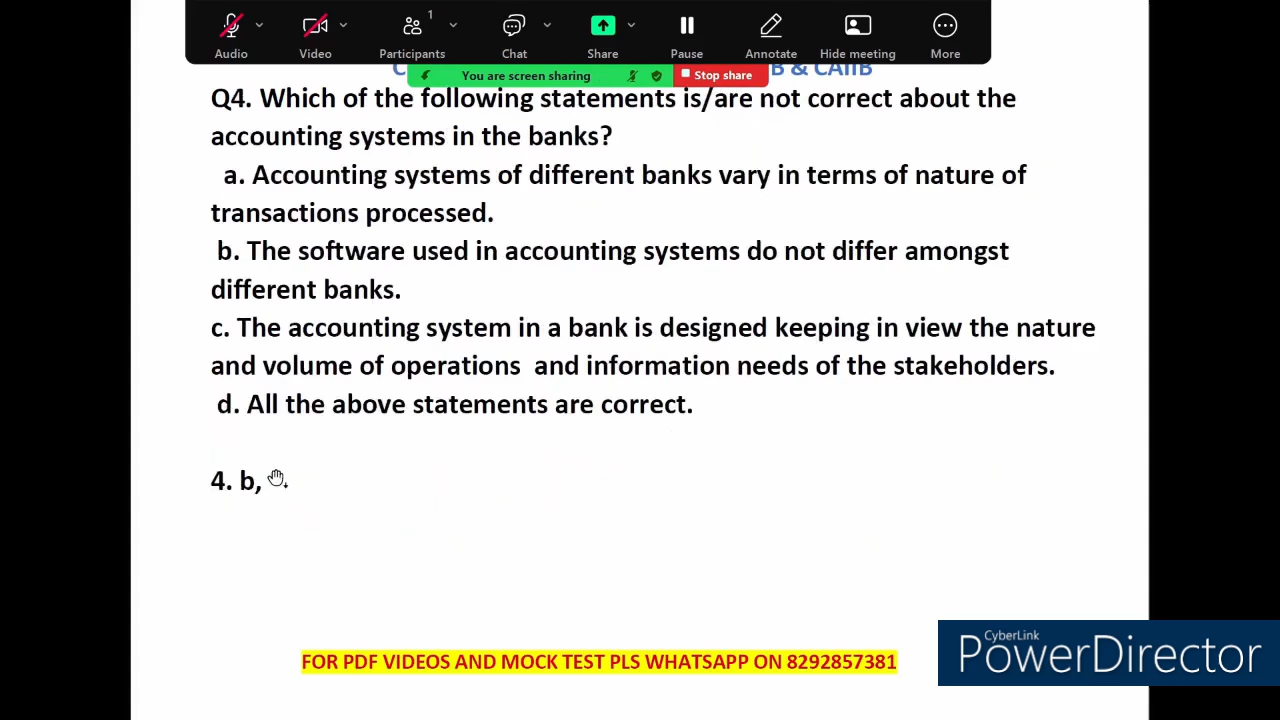 1
Audio Video Participants Chat Share Pause Annotate Hide meeting More
B & CAIIB
You are screen sharing Stop share
Q4. Which of the following statements is/are not correct about the
accounting systems in the banks?
a. Accounting systems of different banks vary in terms of nature of
transactions processed.
b. The software used in accounting systems do not differ amongst
different banks.
c. The accounting system in a bank is designed keeping in view the nature
and volume of operations and information needs of the stakeholders.
d. All the above statements are correct.
4. b,
FOR PDF VIDEOS AND MOCK TEST PLS WHATSAPP ON 8292857381
CyberLink
PowerDirector